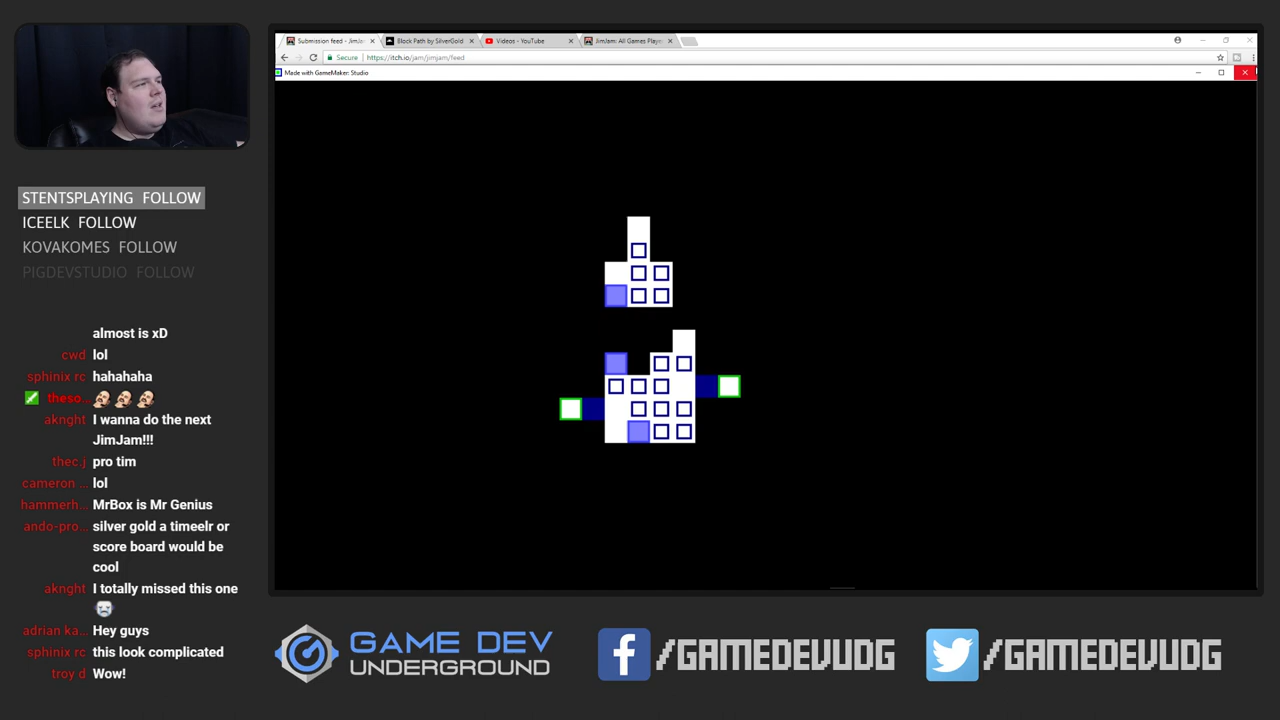 Submission feed - JimJa
Block Path by SilverGold
Videos - YouTube
JimJam: All Games Playe
Secure
https://itch.io/jam/jimjam/feed
Made with GameMaker: Studio
STENTSPLAYING FOLLOW
ICEELK FOLLOW
KOVAKOMES FOLLOW
PIGDEVSTUDIO FOLLOW
almost is xD
cwd lol
sphinix rc hahahaha
theso...
aknght I wanna do the next
JimJam!!!
thec.j pro tim
cameron ... lol
hammerh... MrBox is Mr Genius
ando-pro... silver gold a timeelr or
score board would be
cool
aknght I totally missed this one
adrian ka... Hey guys
sphinix rc this look complicated
troy d Wow!
GAME DEV
UNDERGROUND
/GAMEDEVUDG
/GAMEDEVUDG